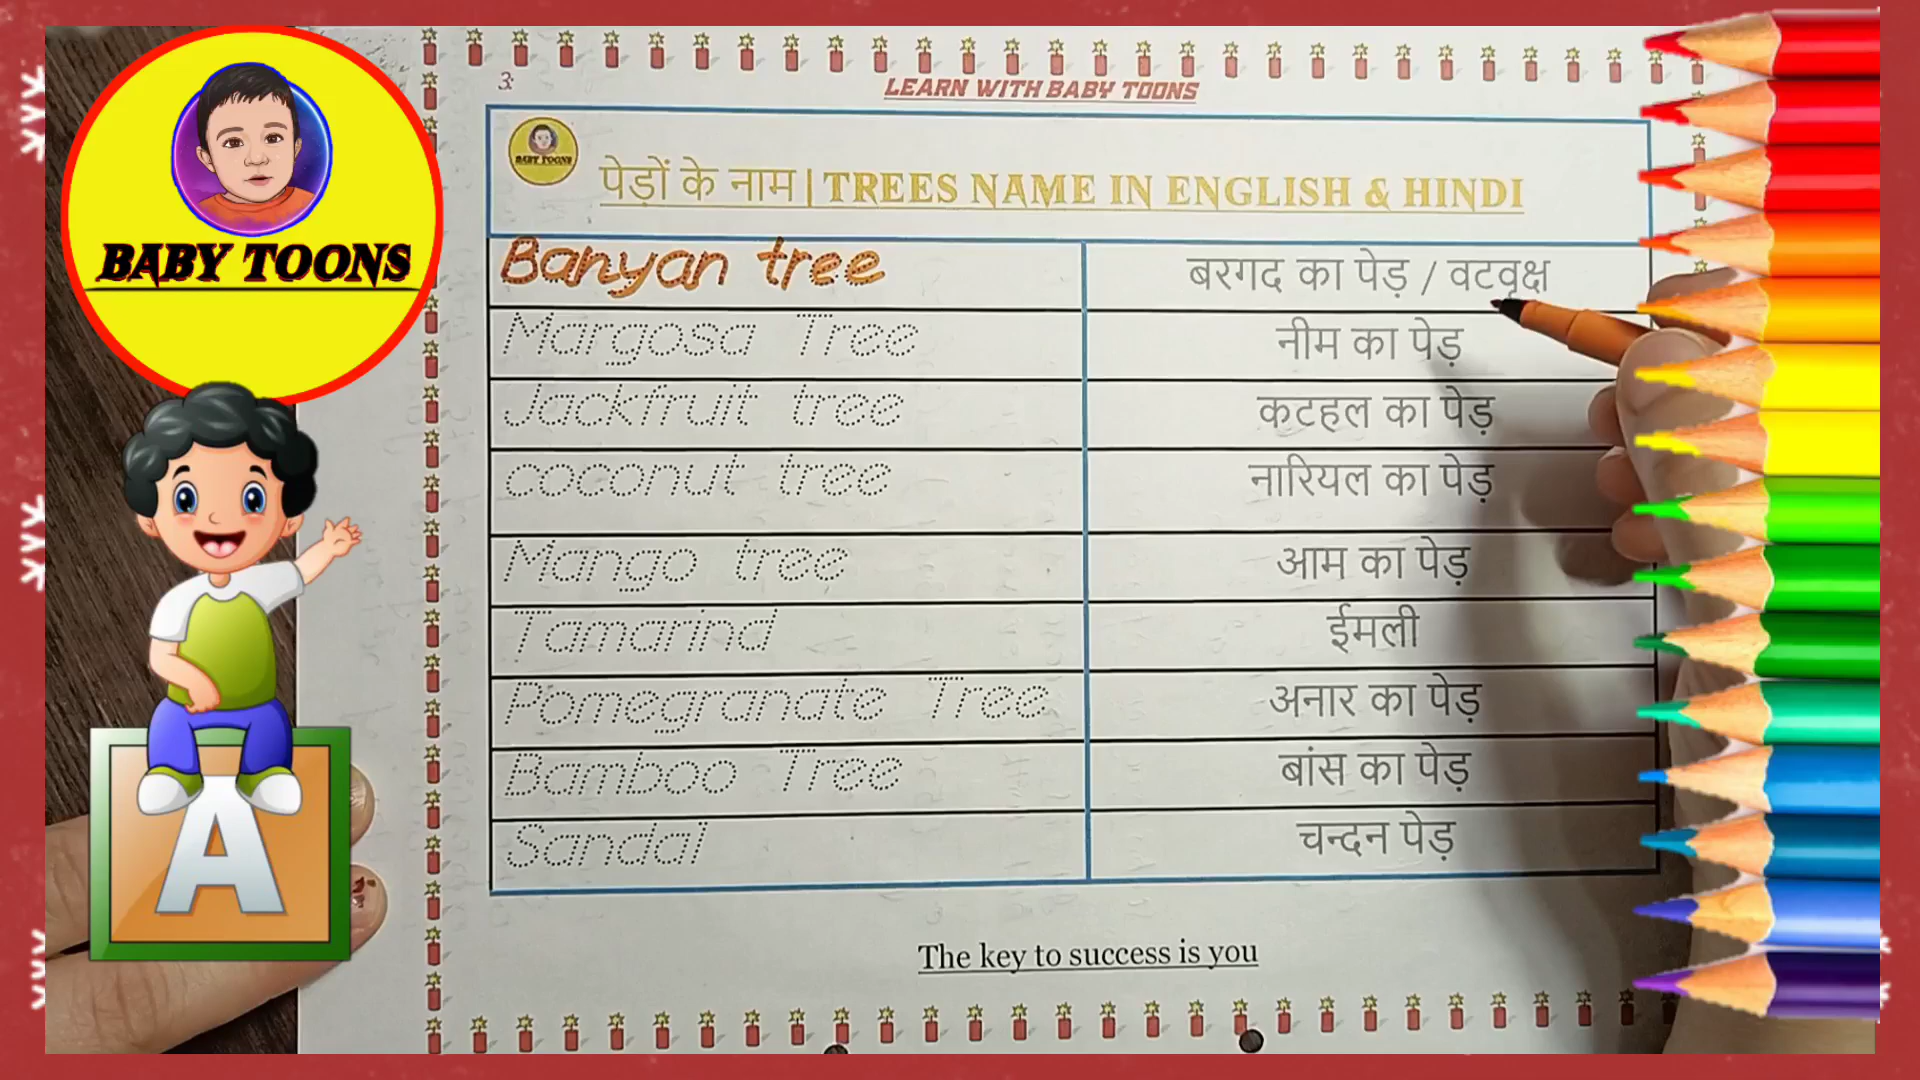 BABY TOONS
3:
LEARN WITH BABY TOONS
BABY TOONS
पेड़ों के नाम | TREES NAME IN ENGLISH & HINDI
Banyan tree बरगद का पेड़ / वटवृक्ष
Margosa Tree नीम का पेड़
Jackfruit tree कटहल का पेड़
coconut tree नारियल का पेड़
Mango tree आम का पेड़
Tamarind ईमली
Pomegranate Tree अनार का पेड़
Bamboo Tree बांस का पेड़
Sandal चन्दन पेड़
A
The key to success is you